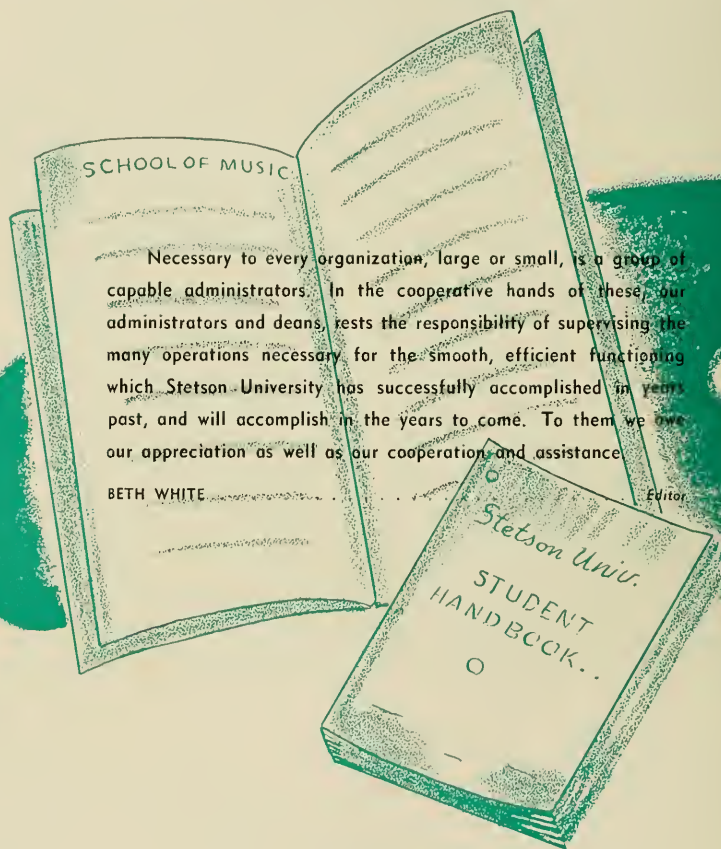 SCHOOL OF MUSIC
Necessary to every organization, large or small, is a group of
capable administrators. In the cooperative hands of these, our
administrators and deans, rests the responsibility of supervising the
many operations necessary for the smooth, efficient functioning
which Stetson University has successfully accomplished in years
past, and will accomplish in the years to come. To them we owe
our appreciation as well as our cooperation and assistance.
BETH WHITE . . . . . . . . Editor
Stetson Univ.
STUDENT
HANDBOOK..